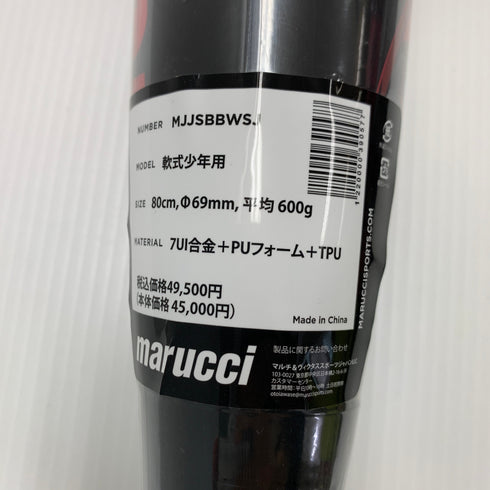 NUMBER MJJSBBWSJ
MODEL 軟式少年用
SIZE 80cm, Φ69mm, 平均 600g
MATERIAL 7UI合金+PUフォーム+TPU
税込価格49,500円
(本体価格 45,000円)
Made in China
1220000390577
MARUCCISPORTS.COM
marucci
製品に関するお問い合わせ
マルチ&ヴィクタススポーツジャパン
カスタマーセンター